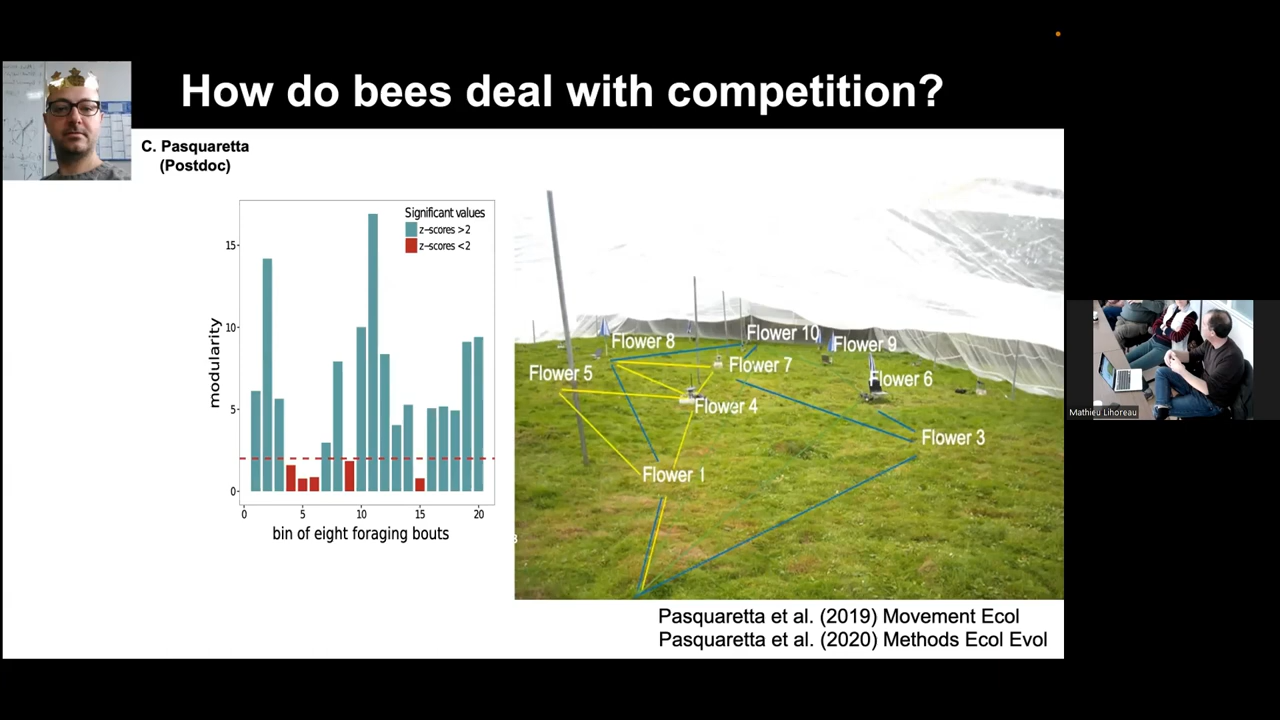 How do bees deal with competition?
C. Pasquaretta
(Postdoc)
Significant values
z-scores >2
z-scores <2
modularity
15
10
5
0
0
5
10
15
20
bin of eight foraging bouts
Flower 8
Flower 10
Flower 9
Flower 5
Flower 7
Flower 6
Flower 4
Flower 3
Flower 1
3
Pasquaretta et al. (2019) Movement Ecol
Pasquaretta et al. (2020) Methods Ecol Evol
Mathieu Lihoreau